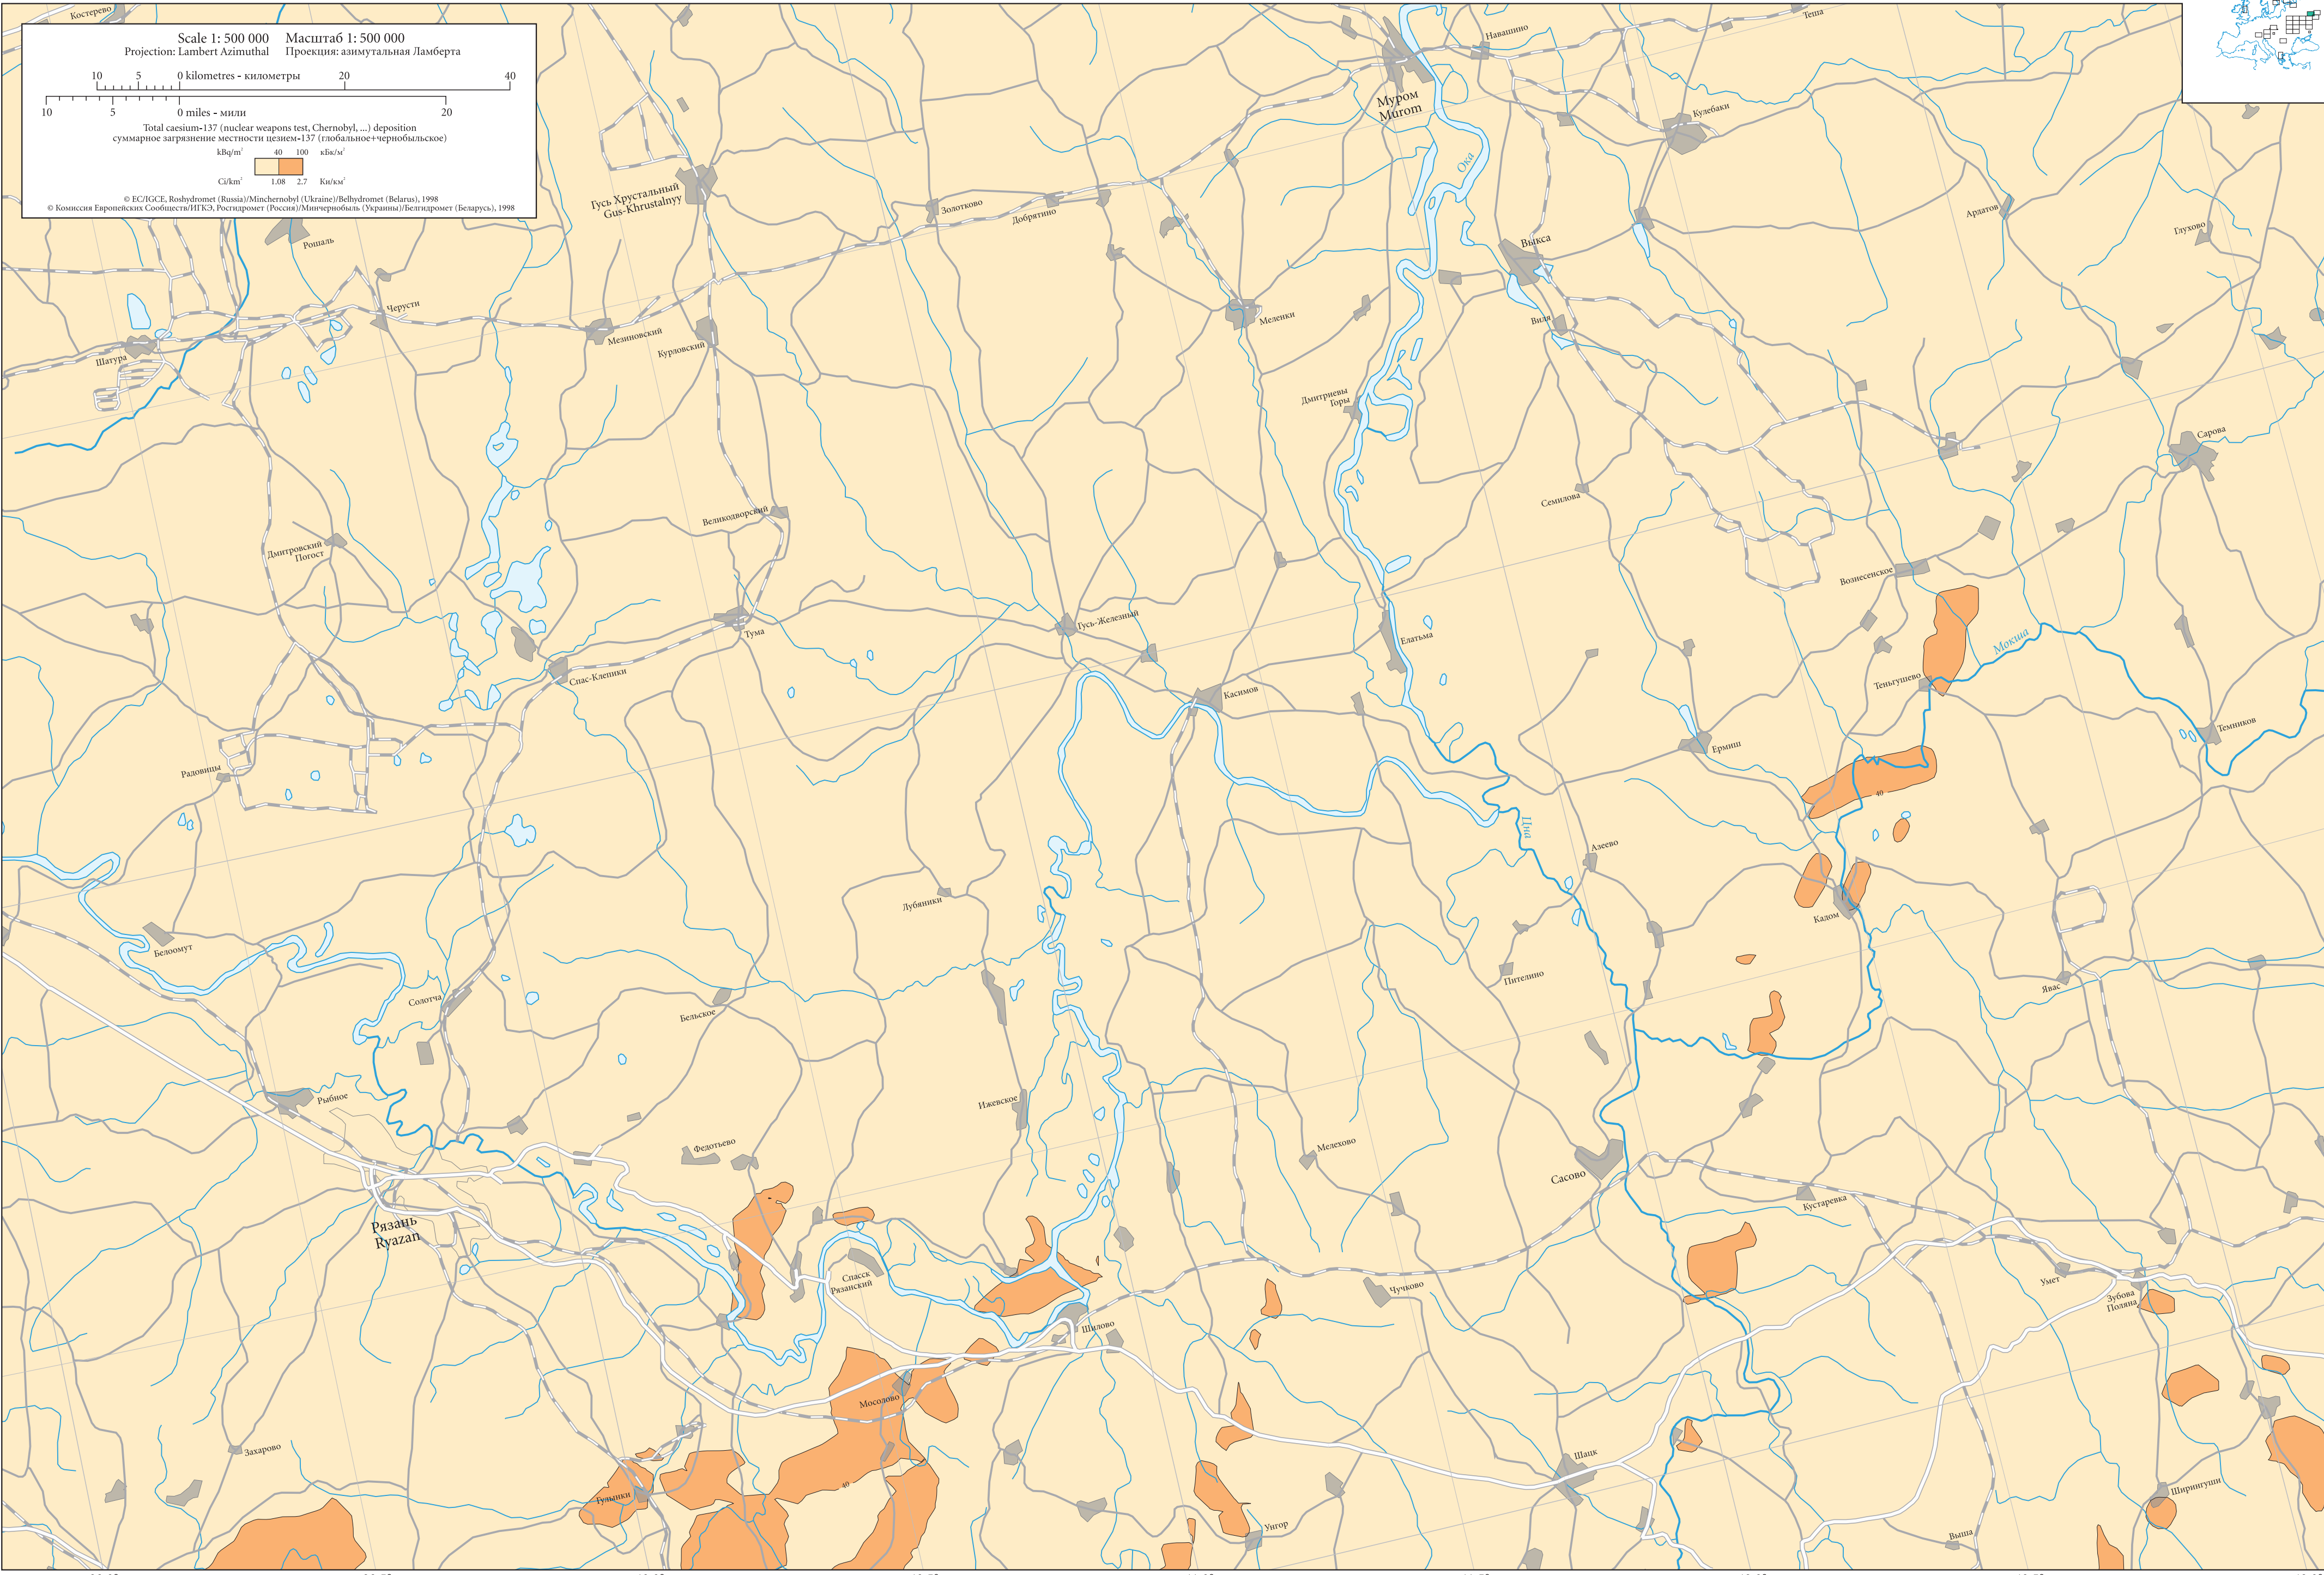 Костерево
Scale 1: 500 000 Масштаб 1: 500 000
Projection: Lambert Azimuthal Проекция: азимутальная Ламберта
10 5 0 kilometres - километры 20 40
10 5 0 miles - мили 20
Total caesium-137 (nuclear weapons test, Chernobyl, ...) deposition
суммарное загрязнение местности цезием-137 (глобальное+чернобыльское)
kBq/m² 40 100 кБк/м²
Ci/km² 1.08 2.7 Ки/км²
© EC/IGCE, Roshydromet (Russia)/Minchernobyl (Ukraine)/Belhydromet (Belarus), 1998
© Комиссия Европейских Сообществ/ИГКЭ, Росгидромет (Россия)/Минчернобыль (Украины)/Белгидромет (Беларусь), 1998
Теша
Навашино
Муром
Murom
Кулебаки
Ока
Гусь Хрустальный
Gus-Khrustalnyy
Золотково
Добрятино
Ардатов
Глухово
Рошаль
Выкса
Черусти
Меленки
Виля
Мезиновский
Курловский
Шатура
Дмитриевы
Горы
Сарова
Семилова
Великодворский
Дмитровский
Погост
Вознесенское
Гусь-Железный
Тума
Елатьма
Мокша
Спас-Клепики
Теньгушево
Касимов
Темников
Ермиш
Радовицы
40
Цна
Азеево
Лубяники
Кадом
Белоомут
Пителино
Явас
Солотча
Бельское
Рыбное
Ижевское
Федотьево
Мелехово
Сасово
Кустаревка
Рязань
Ryazan
Спасск
Рязанский
Чучково
Умет
Зубова
Поляна
Шилово
Мосолово
Захарово
Шацк
40
Гулынки
Ширингуши
Унгор
Выша